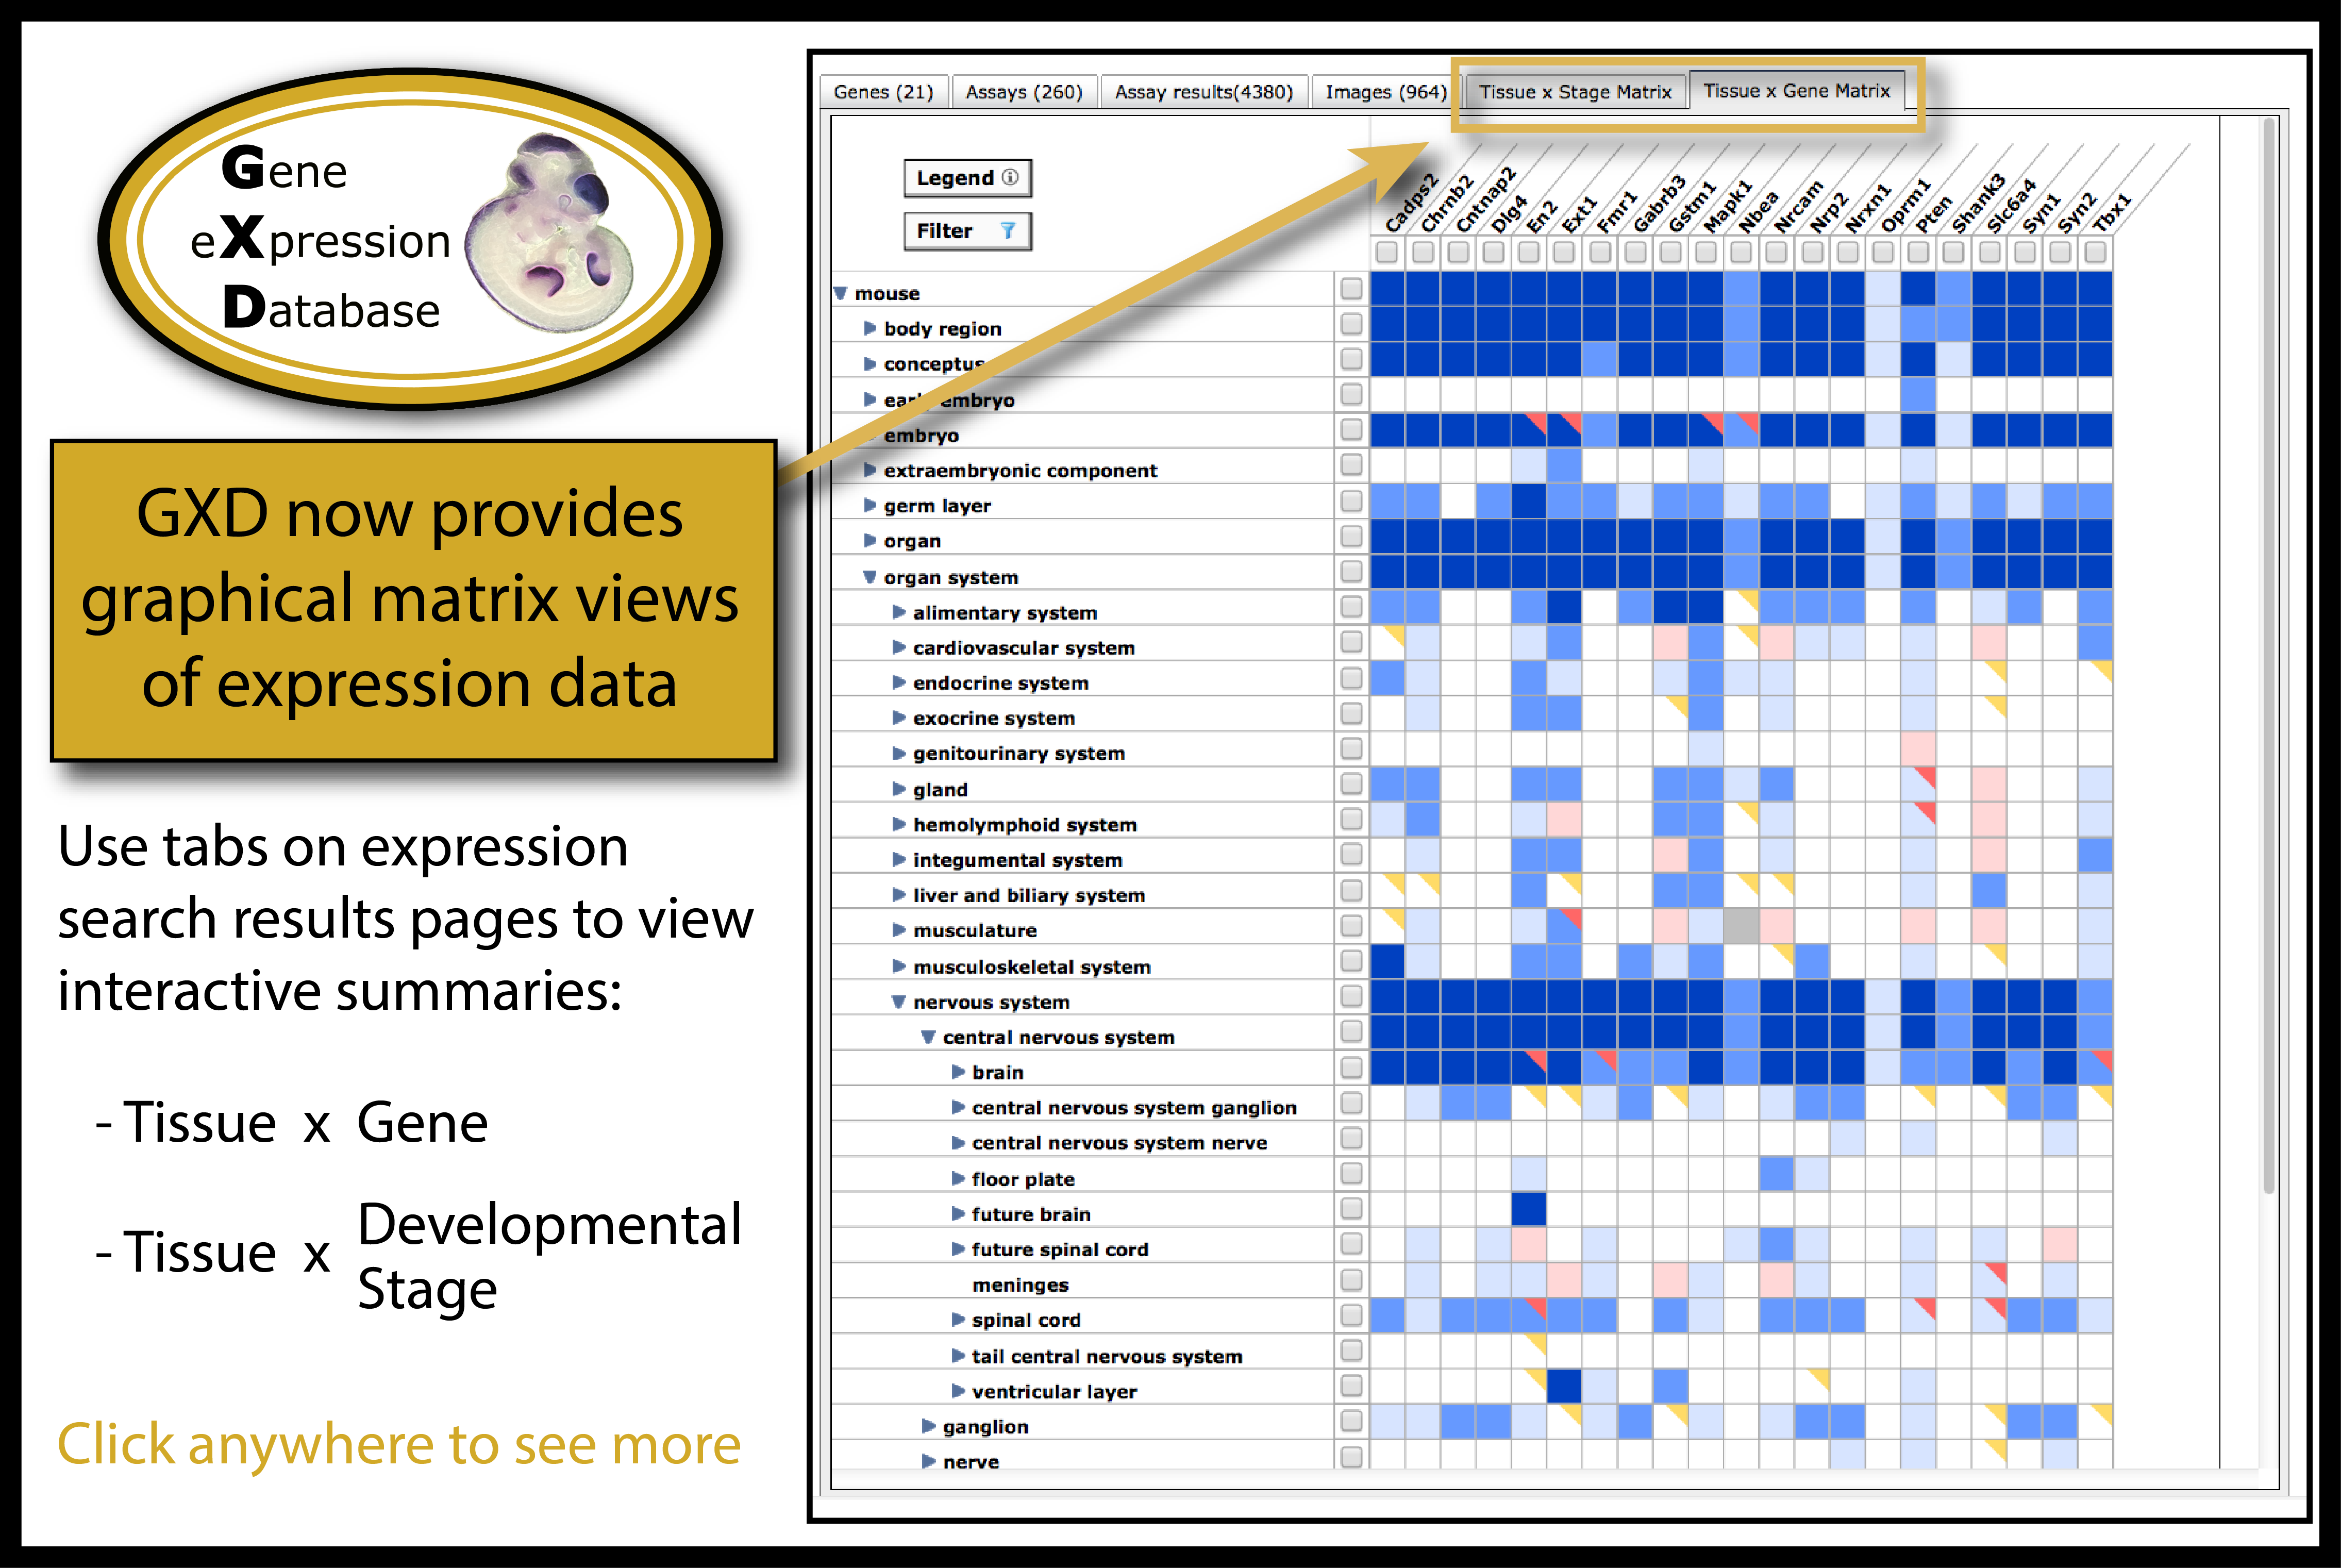 Gene
eXpression
Database
GXD now provides
graphical matrix views
of expression data
Use tabs on expression
search results pages to view
interactive summaries:
- Tissue x Gene
- Tissue x Developmental
Stage
Click anywhere to see more
Genes (21)
Assays (260)
Assay results(4380)
Images (964)
Tissue x Stage Matrix
Tissue x Gene Matrix
Legend
Filter
Cadps2
Chrnb2
Cntnap2
Dlg4
En2
Ext1
Fmr1
Gabrb3
Gstm1
Mapk1
Nbea
Nrcam
Nrp2
Nrxn1
Oprm1
Pten
Shank3
Slc6a4
Syn1
Syn2
Tbx1
mouse
body region
conceptus
early embryo
embryo
extraembryonic component
germ layer
organ
organ system
alimentary system
cardiovascular system
endocrine system
exocrine system
genitourinary system
gland
hemolymphoid system
integumental system
liver and biliary system
musculature
musculoskeletal system
nervous system
central nervous system
brain
central nervous system ganglion
central nervous system nerve
floor plate
future brain
future spinal cord
meninges
spinal cord
tail central nervous system
ventricular layer
ganglion
nerve